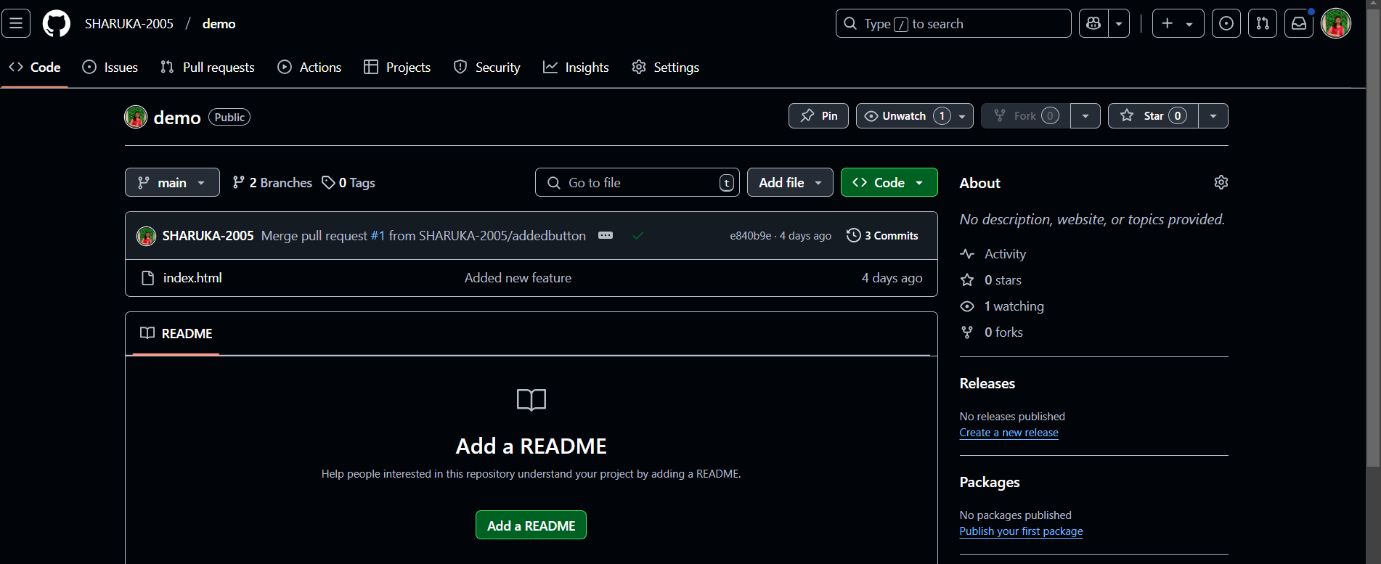 SHARUKA-2005 / demo
Type / to search
Code Issues Pull requests Actions Projects Security Insights Settings
demo Public
Pin Unwatch 1 Fork 0 Star 0
main 2 Branches 0 Tags Go to file t Add file Code
SHARUKA-2005 Merge pull request #1 from SHARUKA-2005/addedbutton e840b9e · 4 days ago 3 Commits
index.html Added new feature 4 days ago
README
Add a README
Help people interested in this repository understand your project by adding a README.
Add a README
About
No description, website, or topics provided.
Activity
0 stars
1 watching
0 forks
Releases
No releases published
Create a new release
Packages
No packages published
Publish your first package